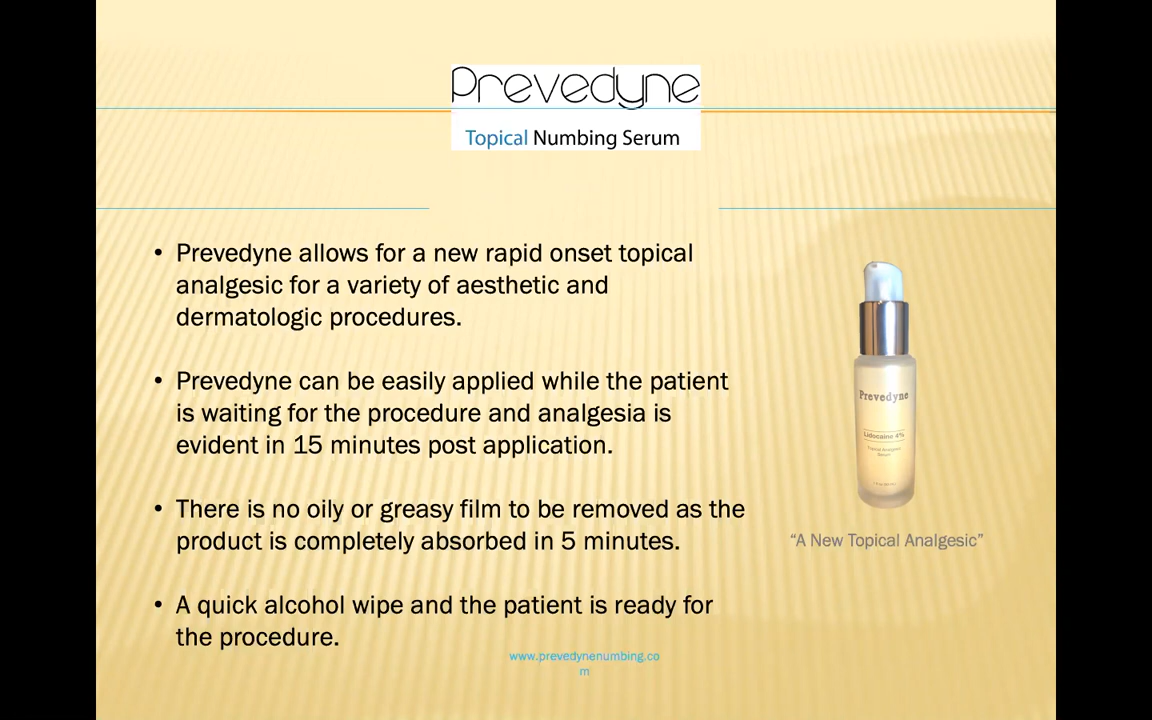 Prevedyne
Topical Numbing Serum
• Prevedyne allows for a new rapid onset topical
analgesic for a variety of aesthetic and
dermatologic procedures.
• Prevedyne can be easily applied while the patient
is waiting for the procedure and analgesia is
evident in 15 minutes post application.
• There is no oily or greasy film to be removed as the
product is completely absorbed in 5 minutes.
• A quick alcohol wipe and the patient is ready for
the procedure.
Prevedyne
Lidocaine 4%
Topical Analgesic
Serum
“A New Topical Analgesic”
www.prevedynenumbing.co
m